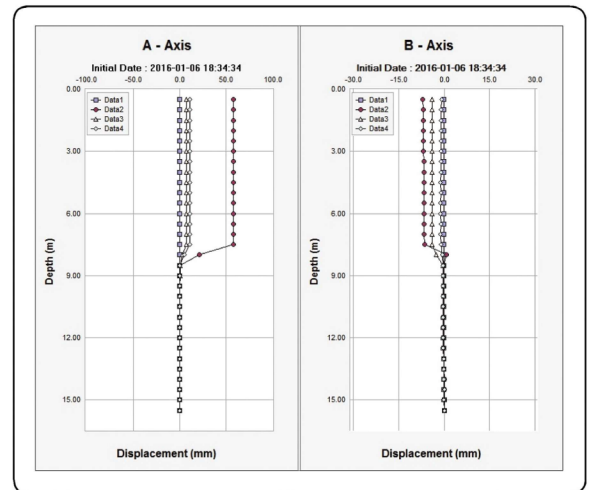 A - Axis
Initial Date : 2016-01-06 18:34:34
-100.0 -50.0 0.0 50.0 100.0
0.00
Data1
Data2
Data3
Data4
3.00
6.00
9.00
12.00
15.00
Depth (m)
Displacement (mm)
B - Axis
Initial Date : 2016-01-06 18:34:34
-30.0 -15.0 0.0 15.0 30.0
0.00
Data1
Data2
Data3
Data4
3.00
6.00
9.00
12.00
15.00
Depth (m)
Displacement (mm)